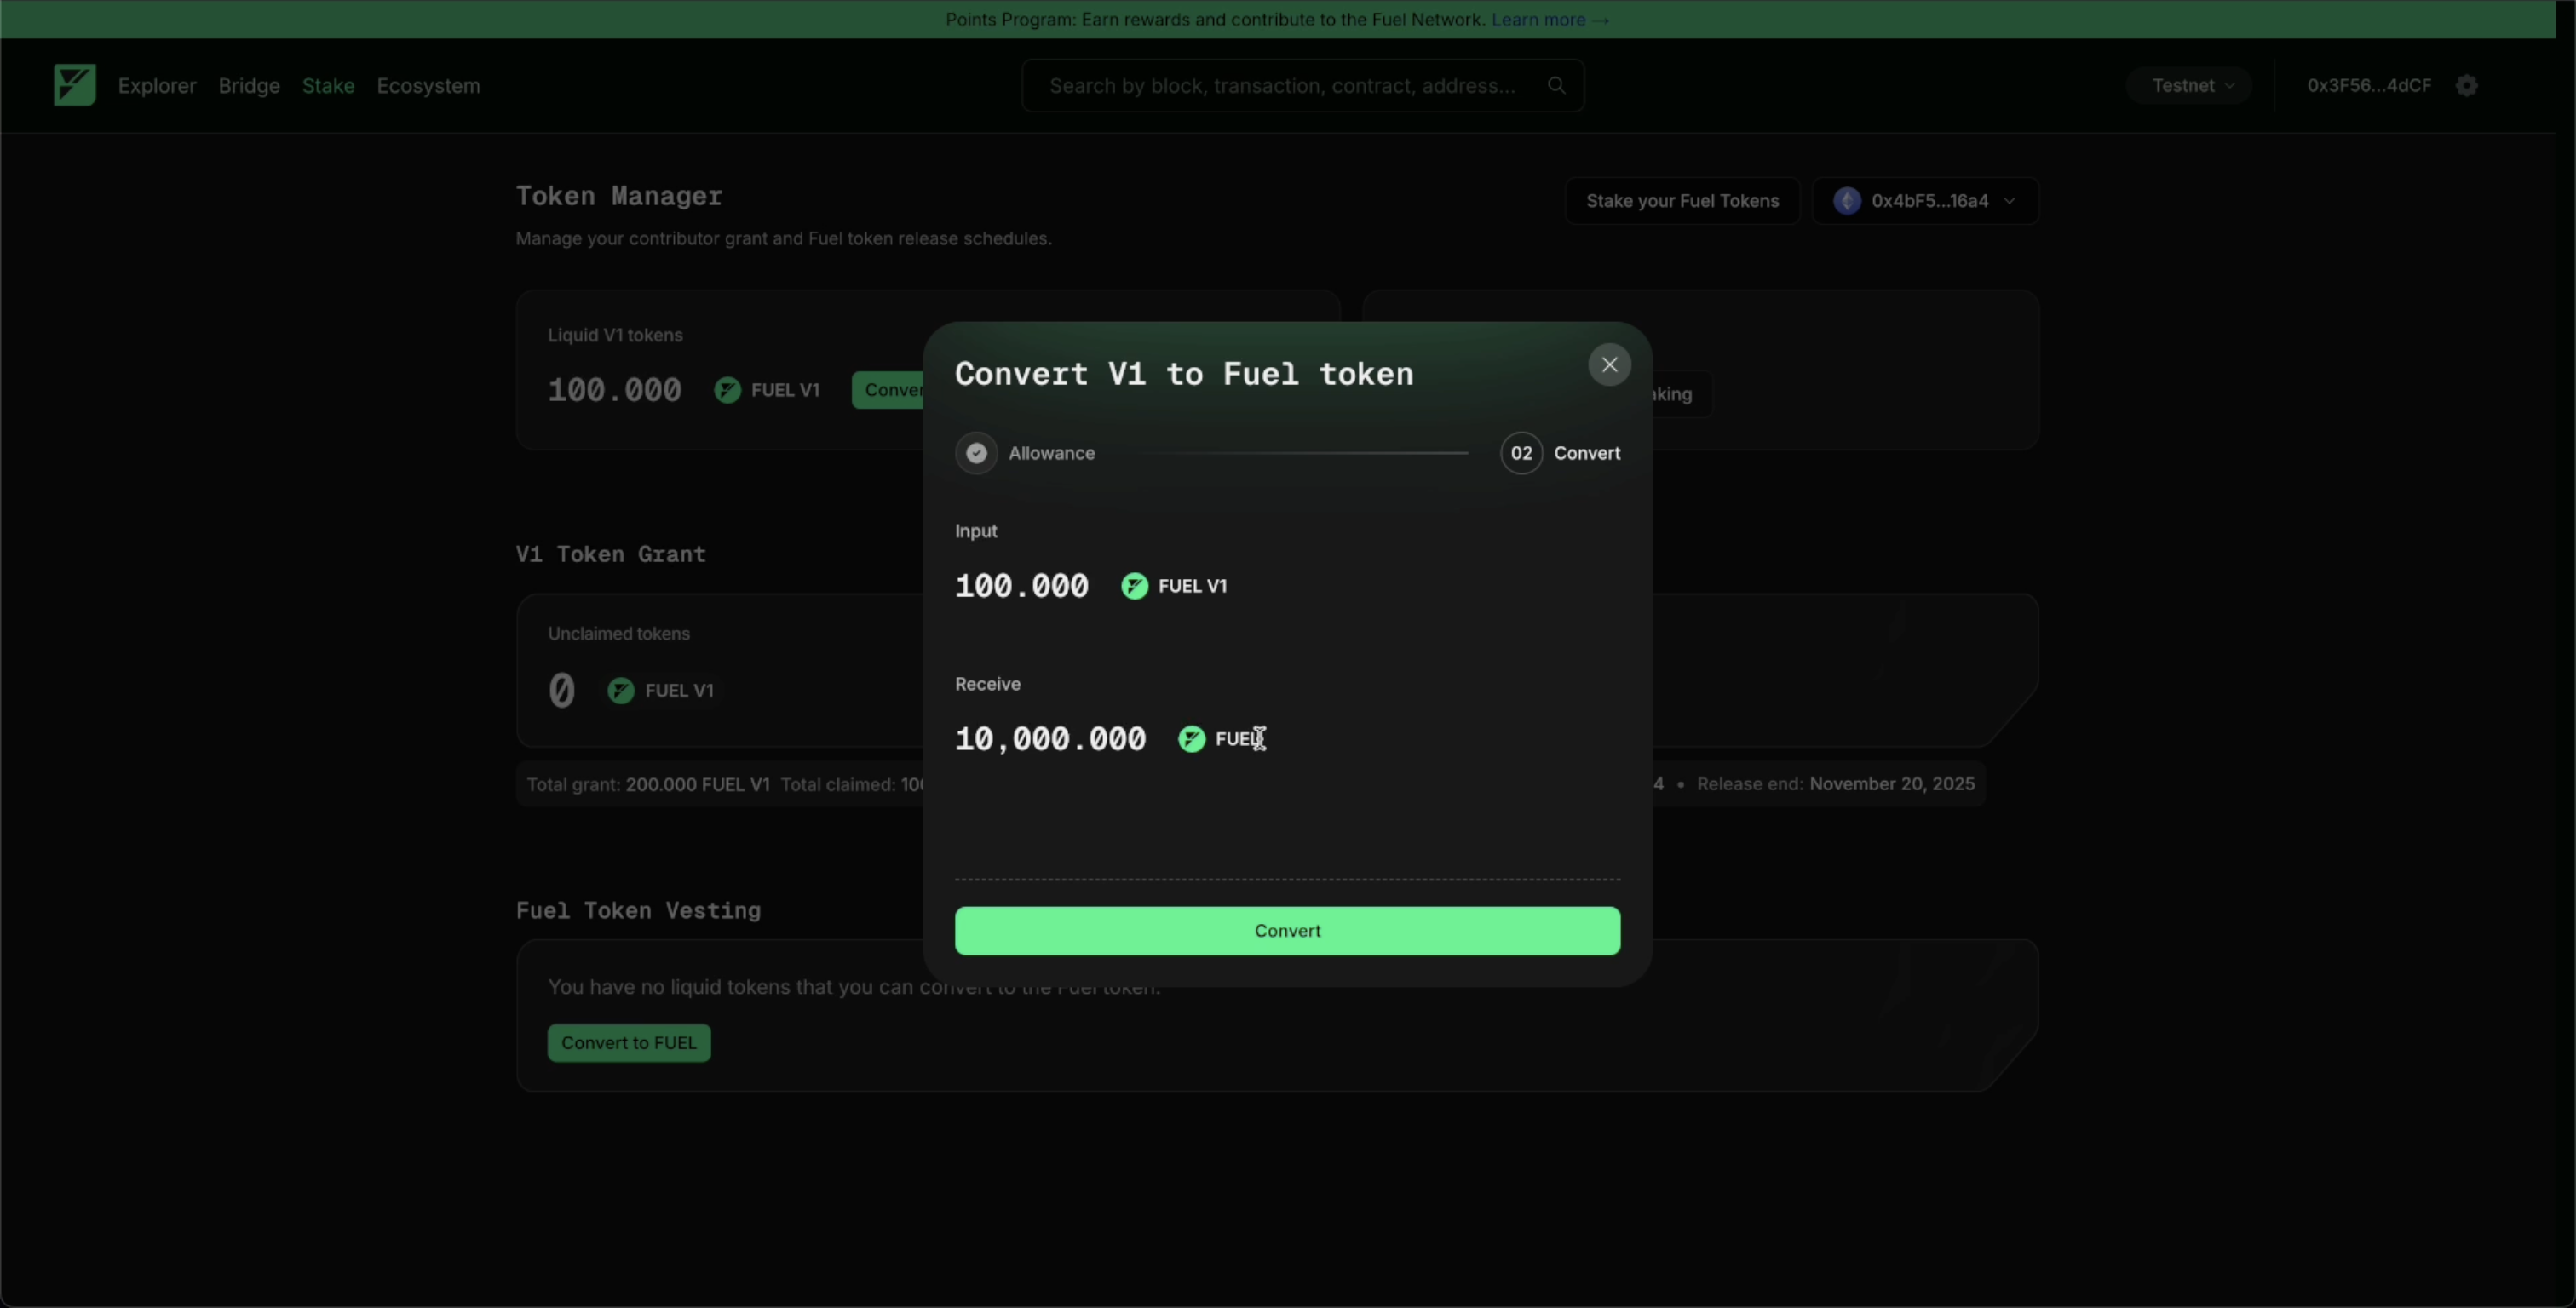 Points Program: Earn rewards and contribute to the Fuel Network. Learn more →
Explorer Bridge Stake Ecosystem
Search by block, transaction, contract, address...
Testnet
0x3F56...4dCF
Token Manager
Manage your contributor grant and Fuel token release schedules.
Stake your Fuel Tokens
0x4bF5...16a4
Liquid V1 tokens
100.000 FUEL V1
Convert V1 to Fuel token
Allowance
02 Convert
Input
100.000 FUEL V1
Receive
10,000.000 FUEL
Convert
V1 Token Grant
Unclaimed tokens
0 FUEL V1
Total grant: 200.000 FUEL V1 Total claimed:
Release end: November 20, 2025
Fuel Token Vesting
You have no liquid tokens that you can convert to the Fuel token.
Convert to FUEL